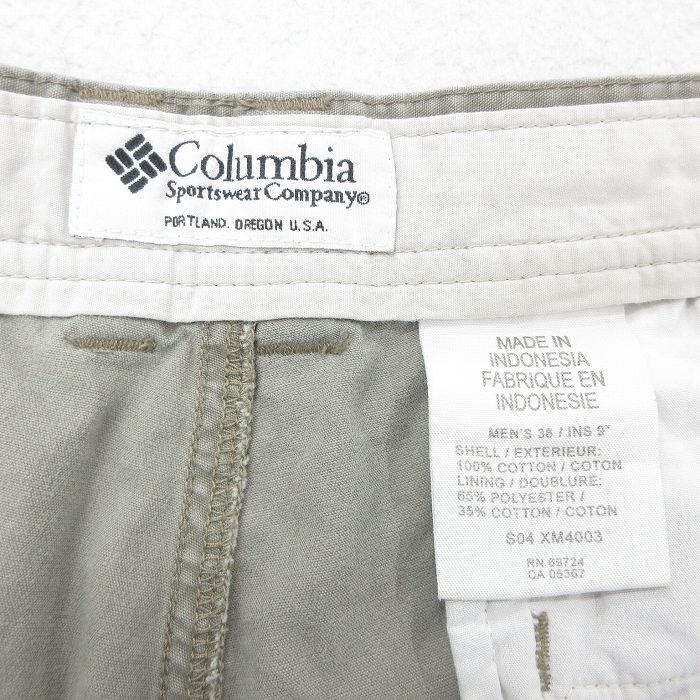 Columbia
Sportswear Company®
PORTLAND, OREGON U.S.A.
MADE IN
INDONESIA
FABRIQUE EN
INDONESIE
MEN'S 38 / INS 9"
SHELL / EXTERIEUR:
100% COTTON / COTON
LINING / DOUBLURE:
65% POLYESTER /
35% COTTON / COTON
S04 XM4003
RN 69724
CA 05367